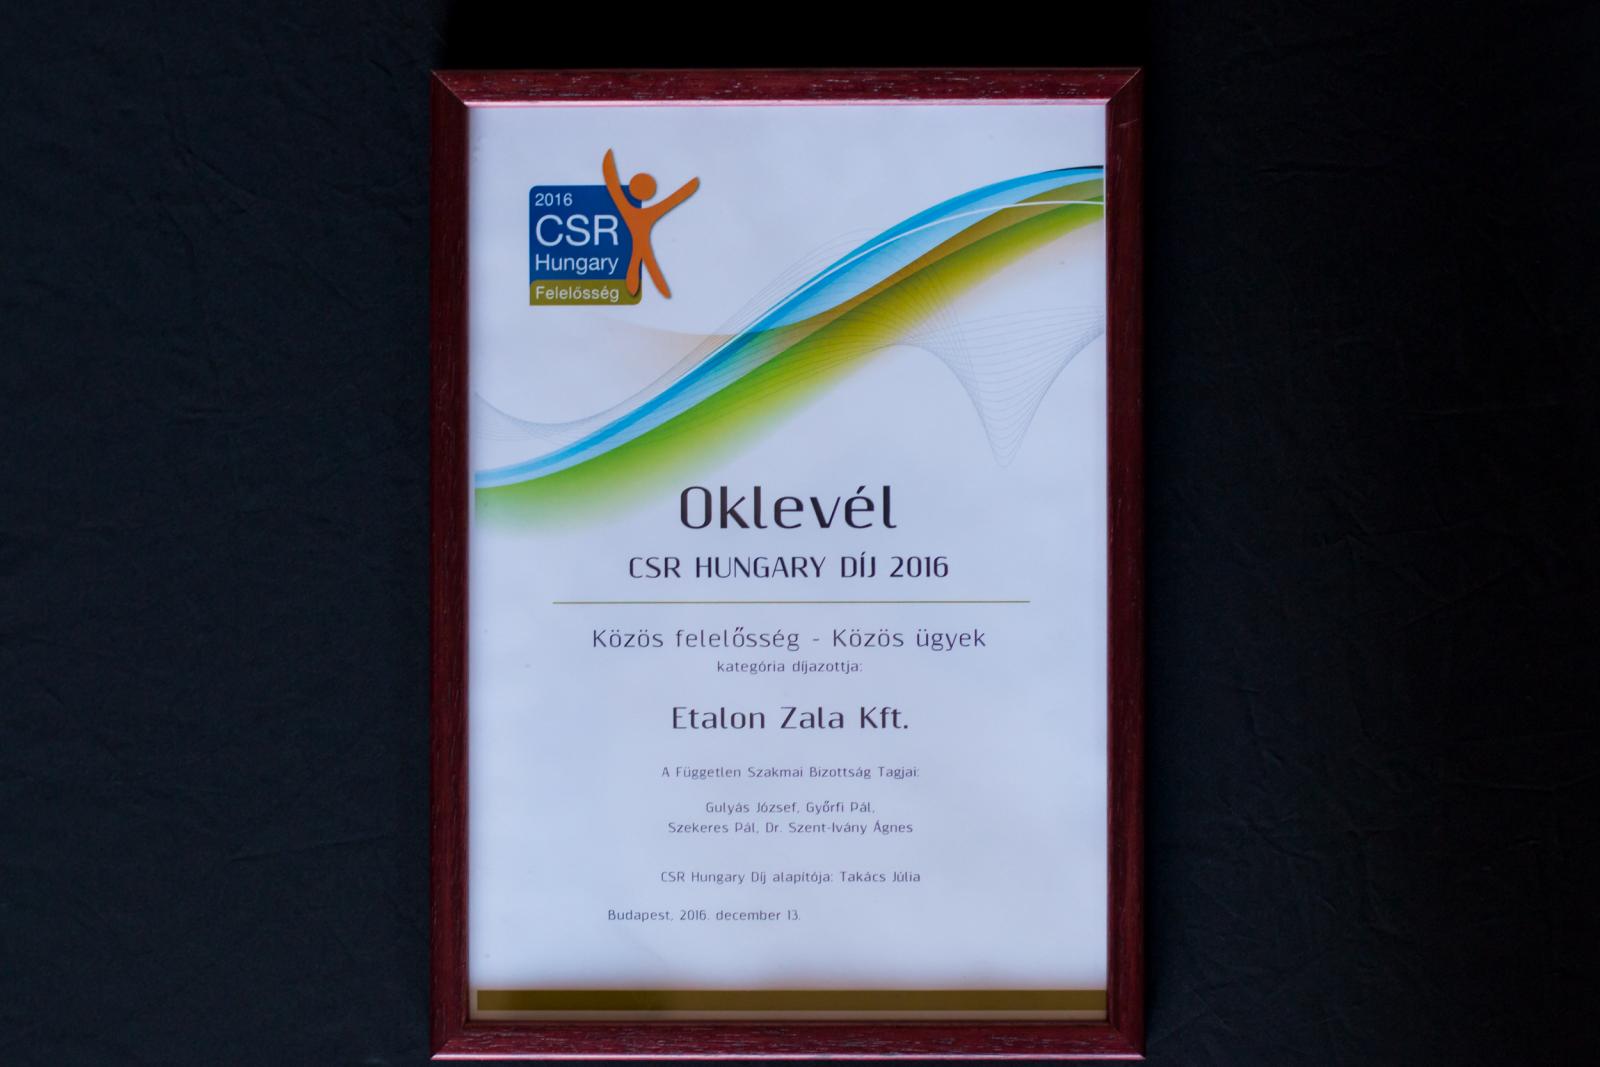 2016
CSR
Hungary
Felelősség
Oklevél
CSR HUNGARY DÍJ 2016
Közös felelősség - Közös ügyek
kategória díjazottja:
Etalon Zala Kft.
A Független Szakmai Bizottság Tagjai:
Gulyás József, Győrfi Pál,
Szekeres Pál, Dr. Szent-Ivány Ágnes
CSR Hungary Díj alapítója: Takács Júlia
Budapest, 2016. december 13.